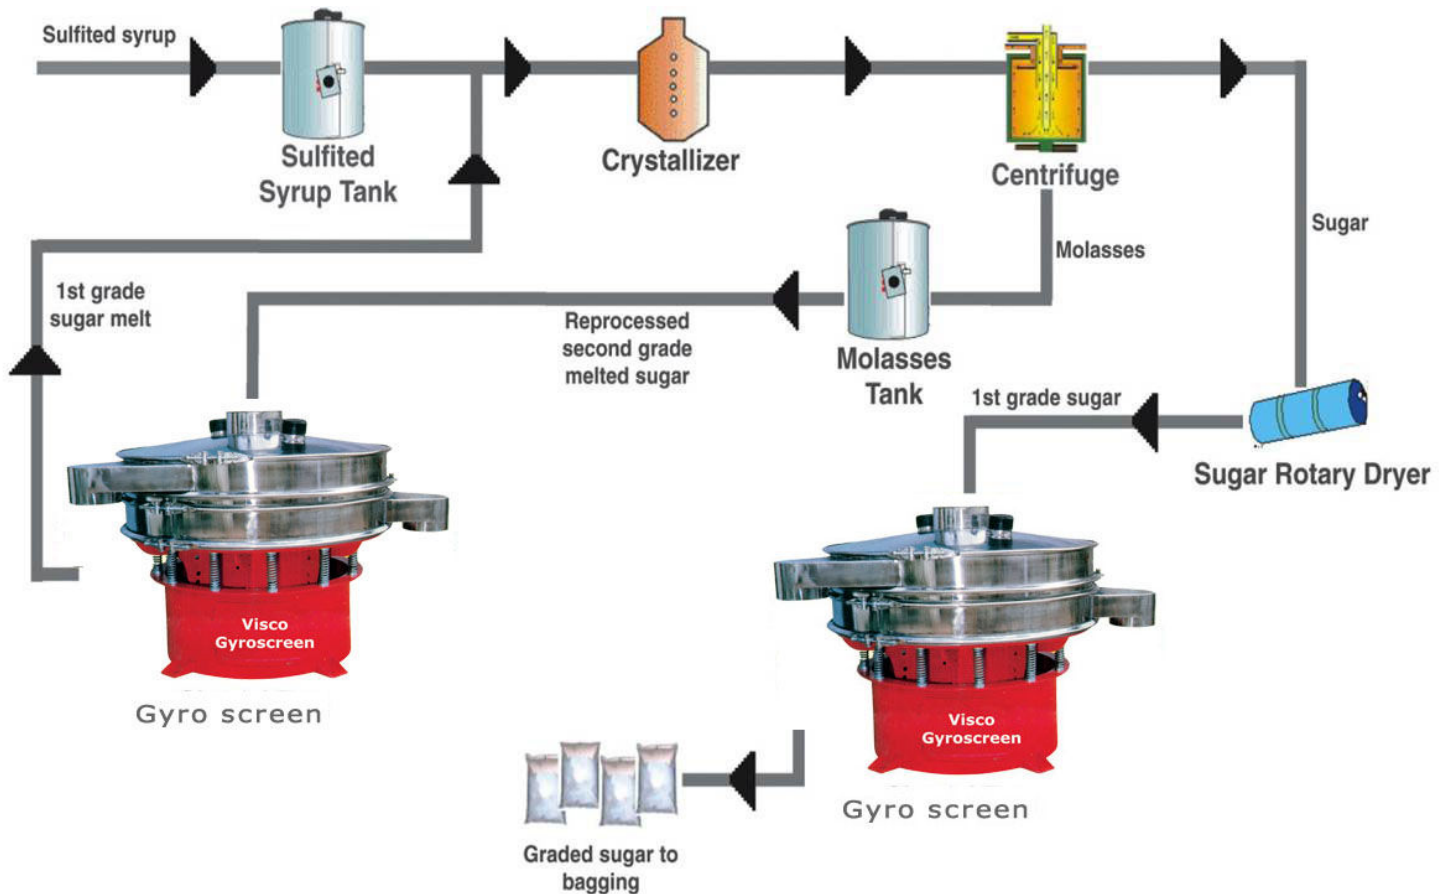 Sulfited syrup
Sulfited
Syrup Tank
Crystallizer
Centrifuge
Sugar
Molasses
1st grade
sugar melt
Reprocessed
second grade
melted sugar
Molasses
Tank
1st grade sugar
Sugar Rotary Dryer
Visco
Gyroscreen
Gyro screen
Visco
Gyroscreen
Gyro screen
Graded sugar to
bagging